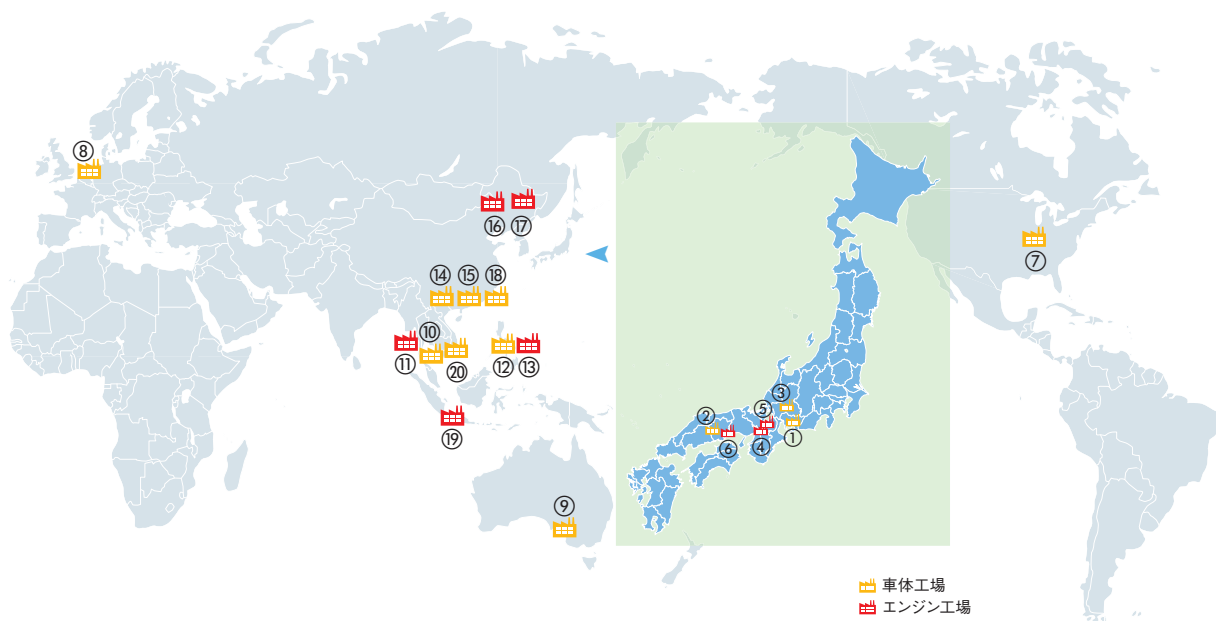 ⑧
⑯ ⑰
⑦
⑭ ⑮ ⑱
⑩
⑪ ⑳ ⑫ ⑬
③
② ⑤
⑥ ④ ①
⑲
⑨
車体工場
エンジン工場